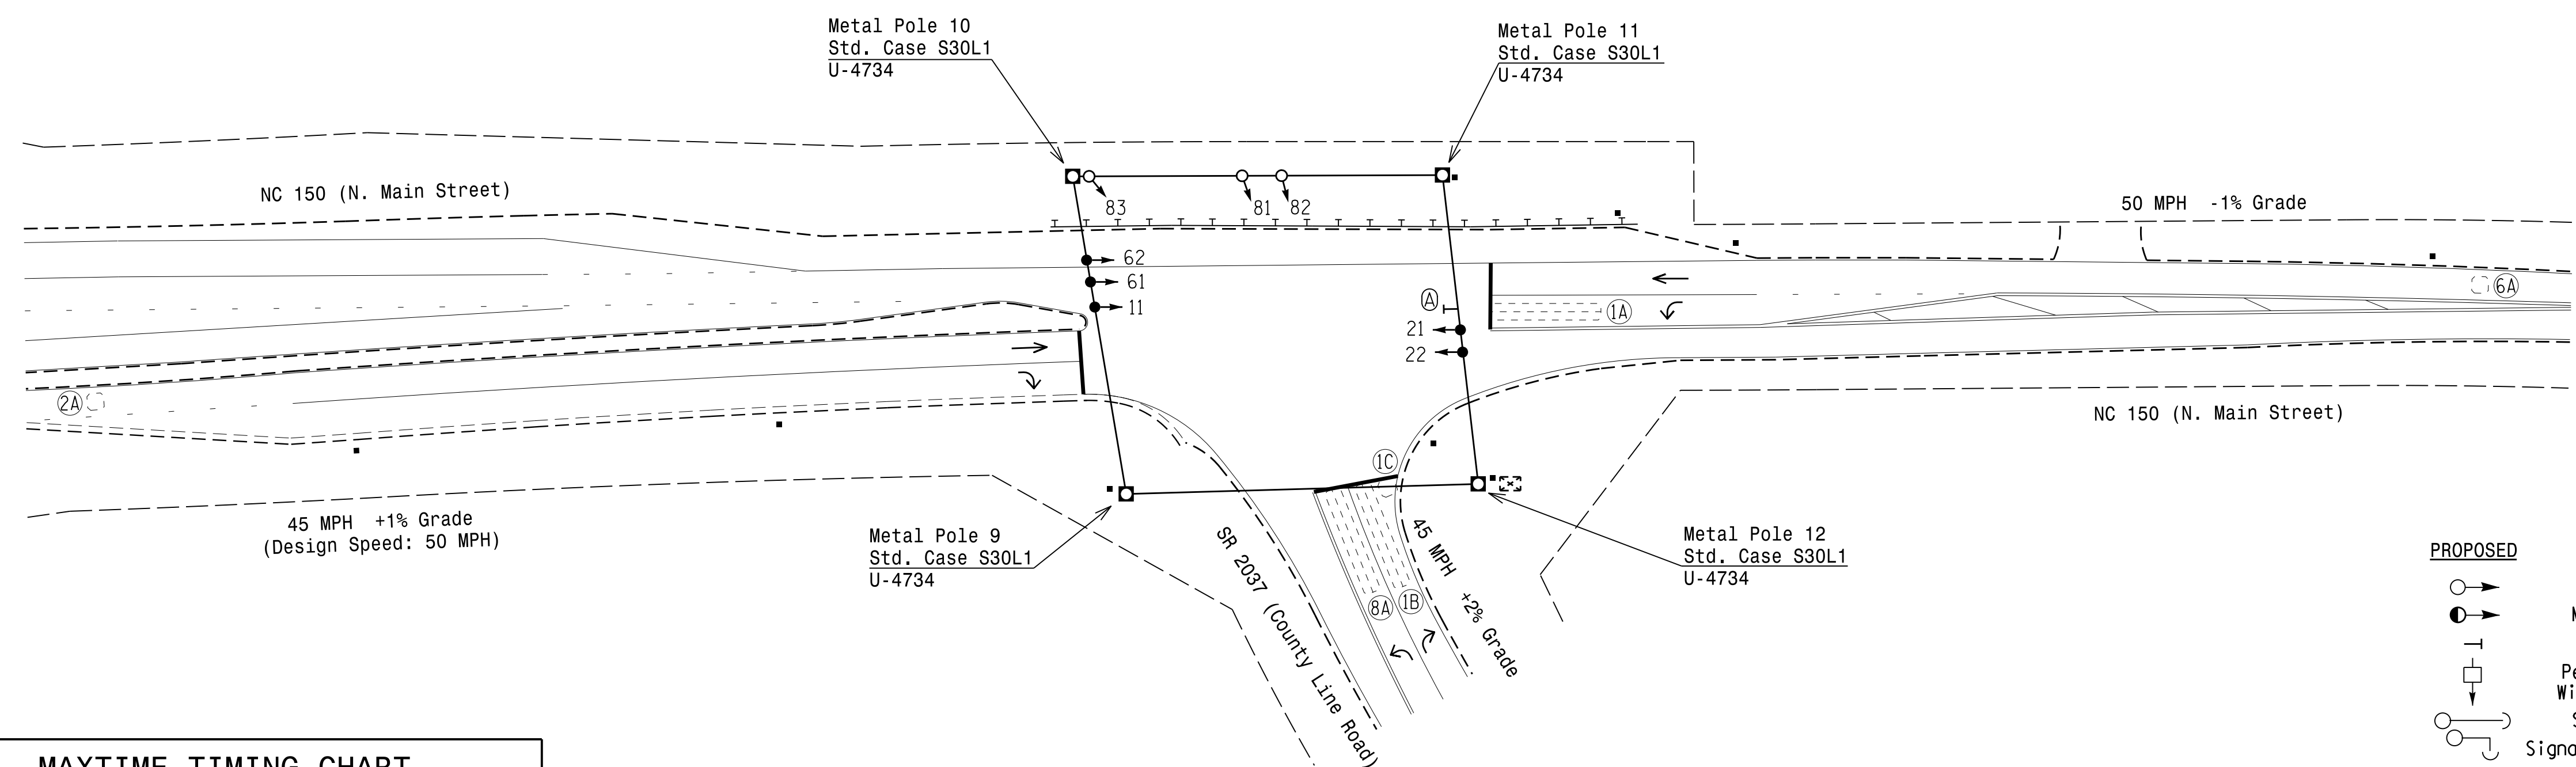 Metal Pole 10
Std. Case S30L1
U-4734
Metal Pole 11
Std. Case S30L1
U-4734
NC 150 (N. Main Street)
83
81
82
50 MPH -1% Grade
62
61
11
A
21
22
1A
6A
2A
1C
NC 150 (N. Main Street)
45 MPH +1% Grade
(Design Speed: 50 MPH)
Metal Pole 9
Std. Case S30L1
U-4734
SR 2037 (County Line Road)
45 MPH +2% Grade
8A
1B
Metal Pole 12
Std. Case S30L1
U-4734
PROPOSED
M
Pe
Wi
S
Signa
MAXTIME TIMING CHART